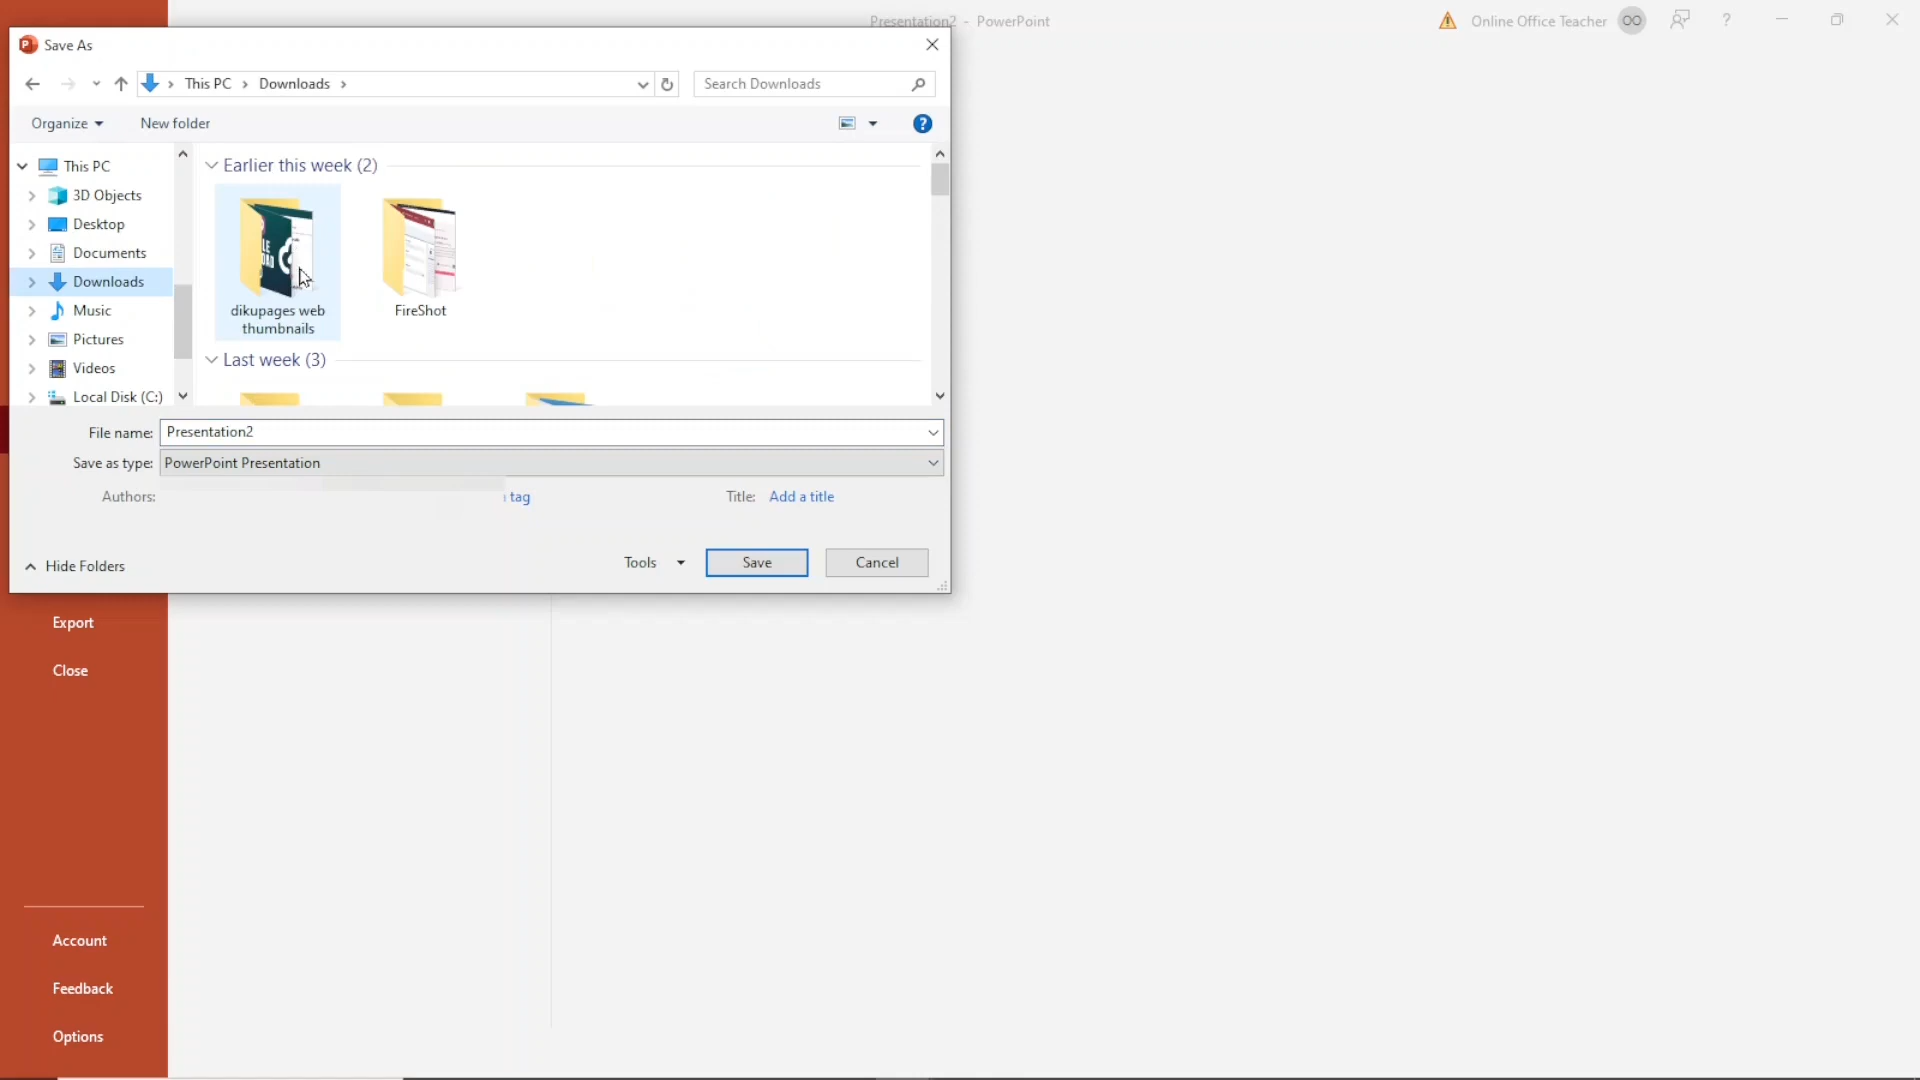 Presentation2 - PowerPoint
Online Office Teacher OO
?
Save As
This PC
Downloads
Search Downloads
Organize
New folder
?
This PC
3D Objects
Desktop
Documents
Downloads
Music
Pictures
Videos
Local Disk (C:)
Earlier this week (2)
dikupages web
thumbnails
FireShot
Last week (3)
File name: Presentation2
Save as type: PowerPoint Presentation
Authors:
tag
Title: Add a title
Hide Folders
Tools
Save
Cancel
Export
Close
Account
Feedback
Options